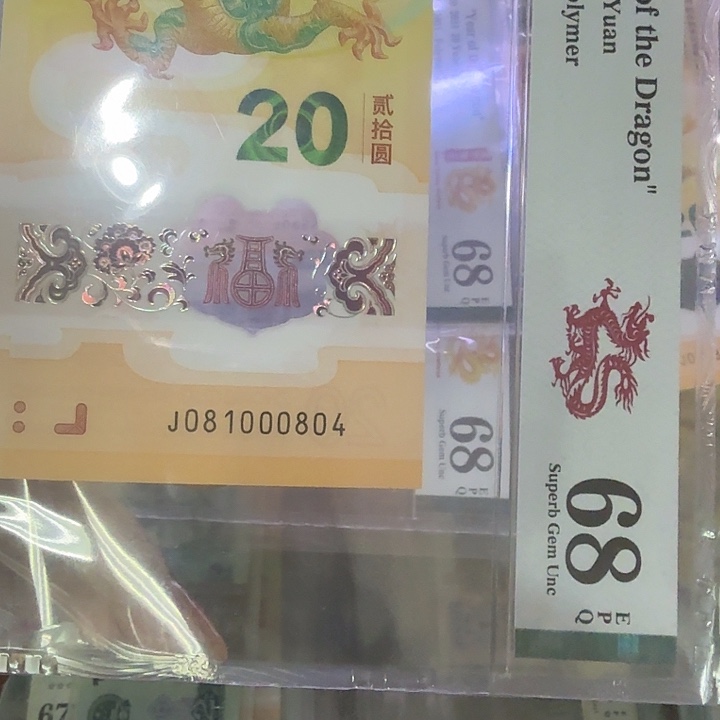 20
贰拾圆
J081000804
of the Dragon"
Yuan
olymer
68
EPQ
Superb Gem Unc
68
EPQ
Superb Gem Unc
68
EPQ
Superb Gem Unc
67